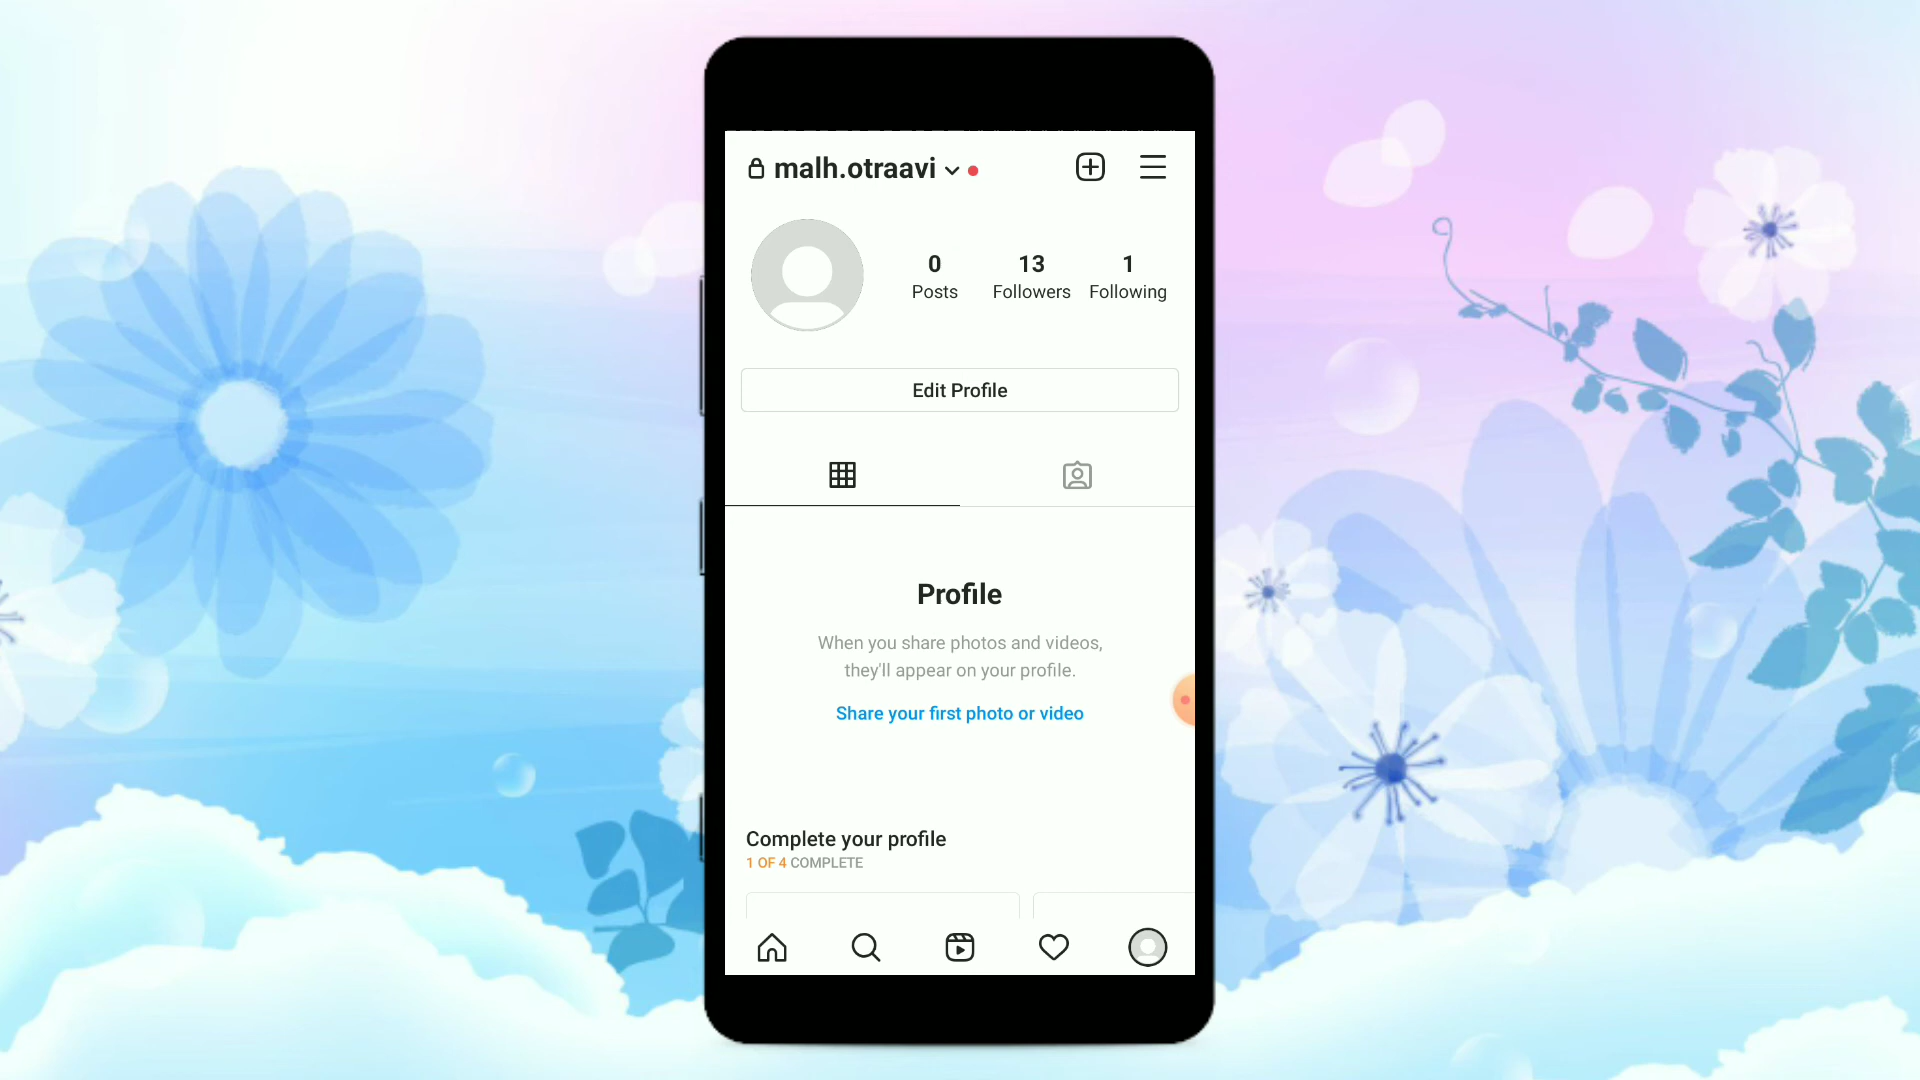 malh.otraavi
0 13 1
Posts Followers Following
Edit Profile
Profile
When you share photos and videos,
they'll appear on your profile.
Share your first photo or video
Complete your profile
1 OF 4 COMPLETE